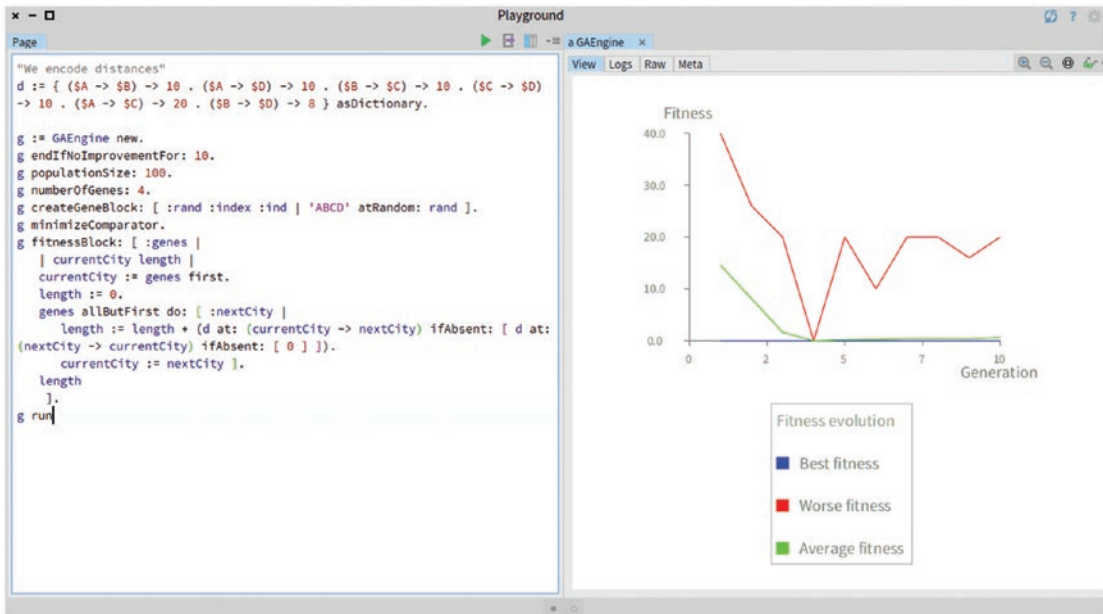 Playground
?
Page
a GAEngine ×
"We encode distances"
d := { ($A -> $B) -> 10 . ($A -> $D) -> 10 . ($B -> $C) -> 10 . ($C -> $D)
-> 10 . ($A -> $C) -> 20 . ($B -> $D) -> 8 } asDictionary.
g := GAEngine new.
g endIfNoImprovementFor: 10.
g populationSize: 100.
g numberOfGenes: 4.
g createGeneBlock: [ :rand :index :ind | 'ABCD' atRandom: rand ].
g minimizeComparator.
g fitnessBlock: [ :genes |
| currentCity length |
currentCity := genes first.
length := 0.
genes allButFirst do: [ :nextCity |
length := length + (d at: (currentCity -> nextCity) ifAbsent: [ d at:
(nextCity -> currentCity) ifAbsent: [ 0 ] ]).
currentCity := nextCity ].
length
].
g run
View Logs Raw Meta
Fitness
40.0
30.0
20.0
10.0
0.0
0 2 5 7 10
Generation
Fitness evolution
Best fitness
Worse fitness
Average fitness